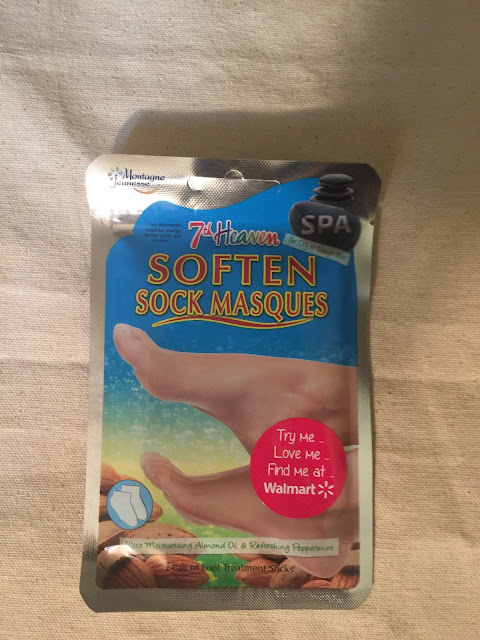 Montagne
Jeunesse
7th Heaven
SPA
SOFTEN
SOCK MASQUES
Try Me _
Love Me _
Find Me at _
Walmart
Moisturising Almond Oil & Refreshing Peppermint
Pair of Foot Treatment Socks